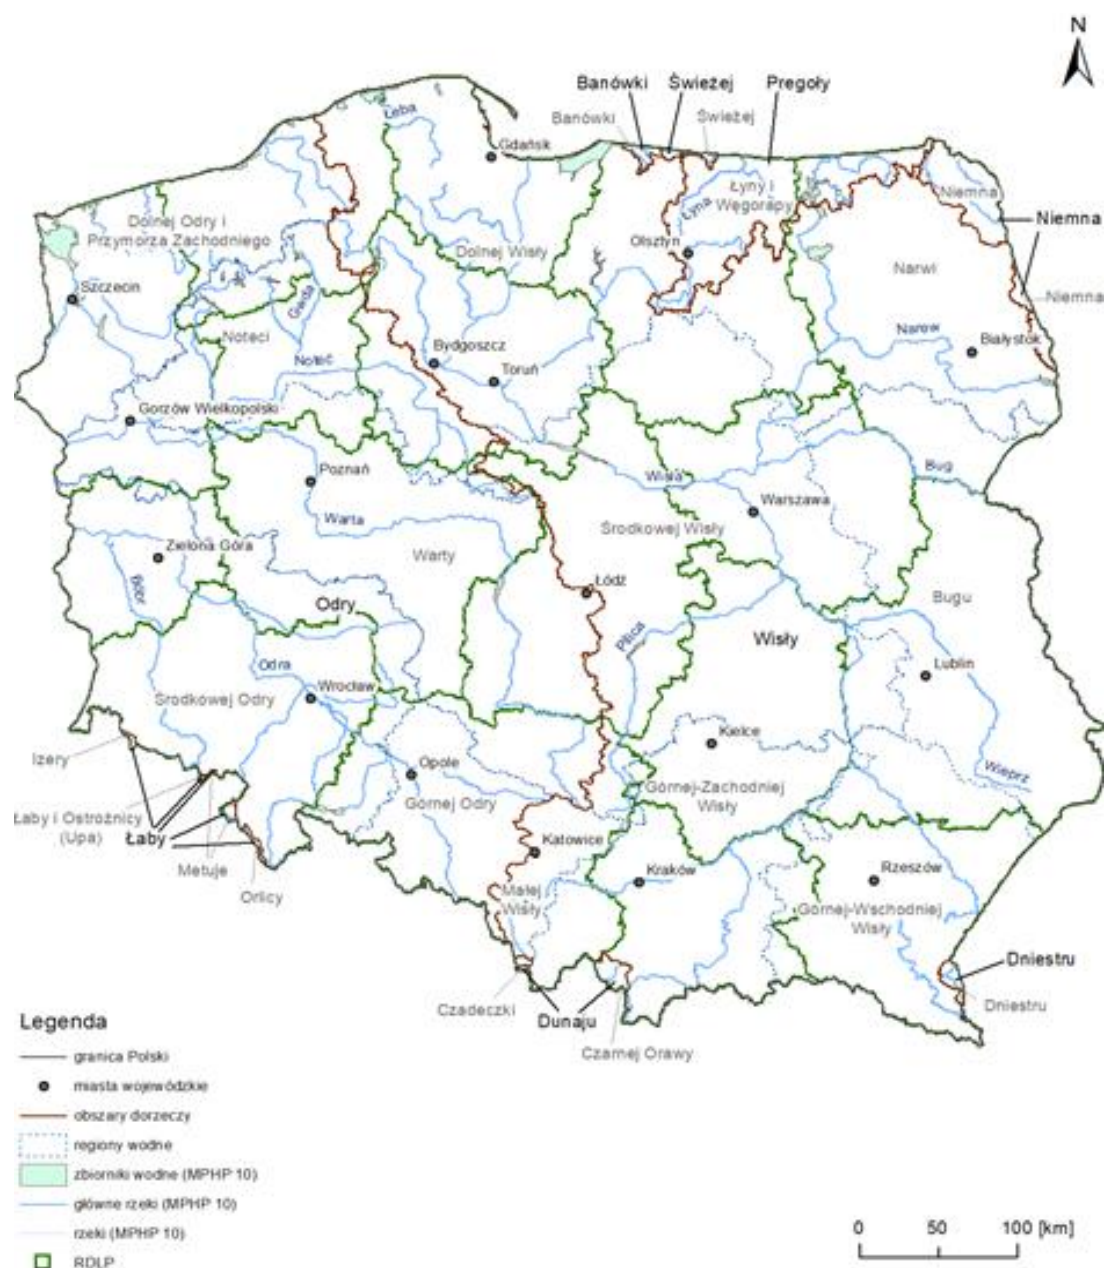 N
Banówki
Świeżej
Pregoły
Banówki
Świeżej
Łeba
Gdańsk
Łyny i
Węgorapy
Łyna
Niemna
Niemna
Dolnej Odry i
Przymorza Zachodniego
Dolnej Wisły
Olsztyn
Narwi
Szczecin
Gwda
Niemna
Noteci
Narew
Białystok
Bydgoszcz
Noteć
Toruń
Gorzów Wielkopolski
Poznań
Wisła
Bug
Warszawa
Warta
Środkowej Wisły
Zielona Góra
Warty
Bóbr
Łódź
Odry
Bugu
Pilica
Wisły
Odra
Lublin
Środkowej Odry
Wrocław
Kielce
Izery
Opole
Wieprz
Górnej Odry
Górnej-Zachodniej
Wisły
Łaby i Ostrożnicy
(Upa)
Łaby
Katowice
Metuje
Kraków
Rzeszów
Orlicy
Małej
Wisły
Górnej-Wschodniej
Wisły
Dniestru
Czadeczki
Dunaju
Dniestru
Czarnej Orawy
Legenda
granica Polski
miasta wojewódzkie
obszary dorzeczy
regiony wodne
zbiorniki wodne (MPHP 10)
główne rzeki (MPHP 10)
rzeki (MPHP 10)
RDLP
0 50 100 [km]